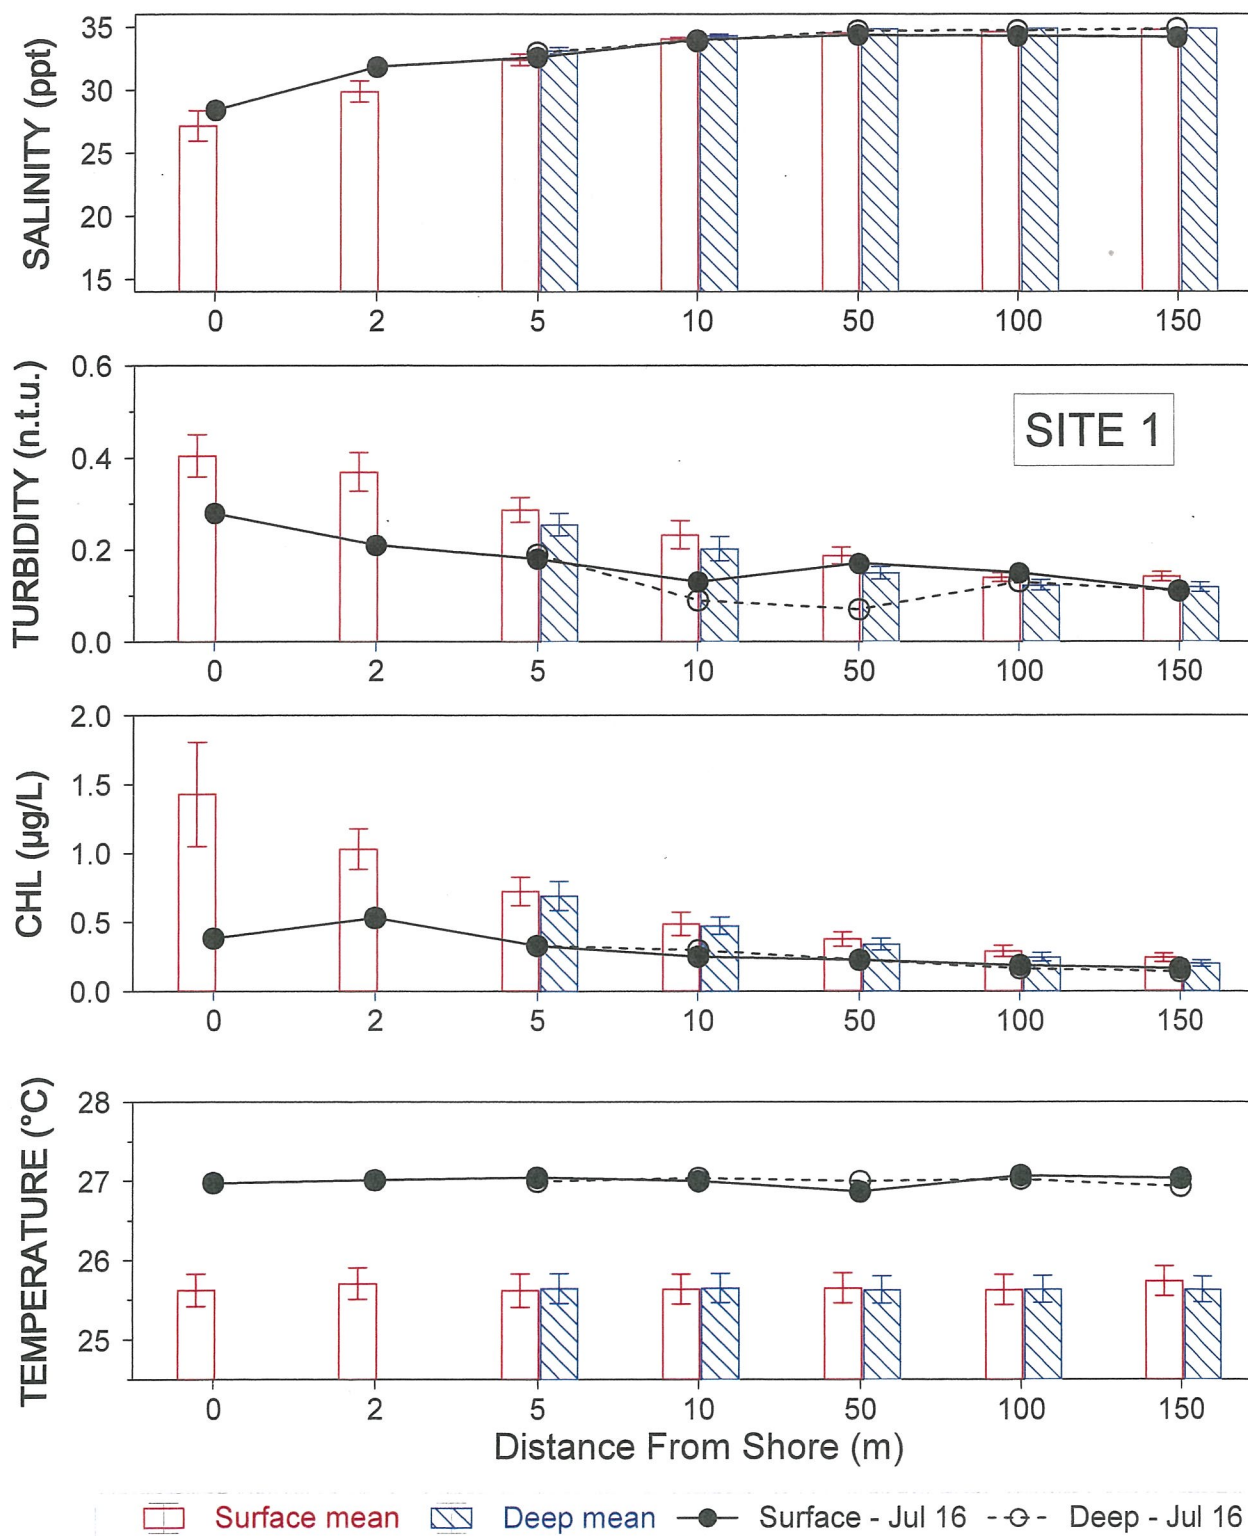 SALINITY (ppt)
35
30
25
20
15
0 2 5 10 50 100 150
TURBIDITY (n.t.u.)
0.6
0.4
0.2
0.0
SITE 1
0 2 5 10 50 100 150
CHL (µg/L)
2.0
1.5
1.0
0.5
0.0
0 2 5 10 50 100 150
TEMPERATURE (°C)
28
27
26
25
0 2 5 10 50 100 150
Distance From Shore (m)
Surface mean Deep mean Surface - Jul 16 Deep - Jul 16